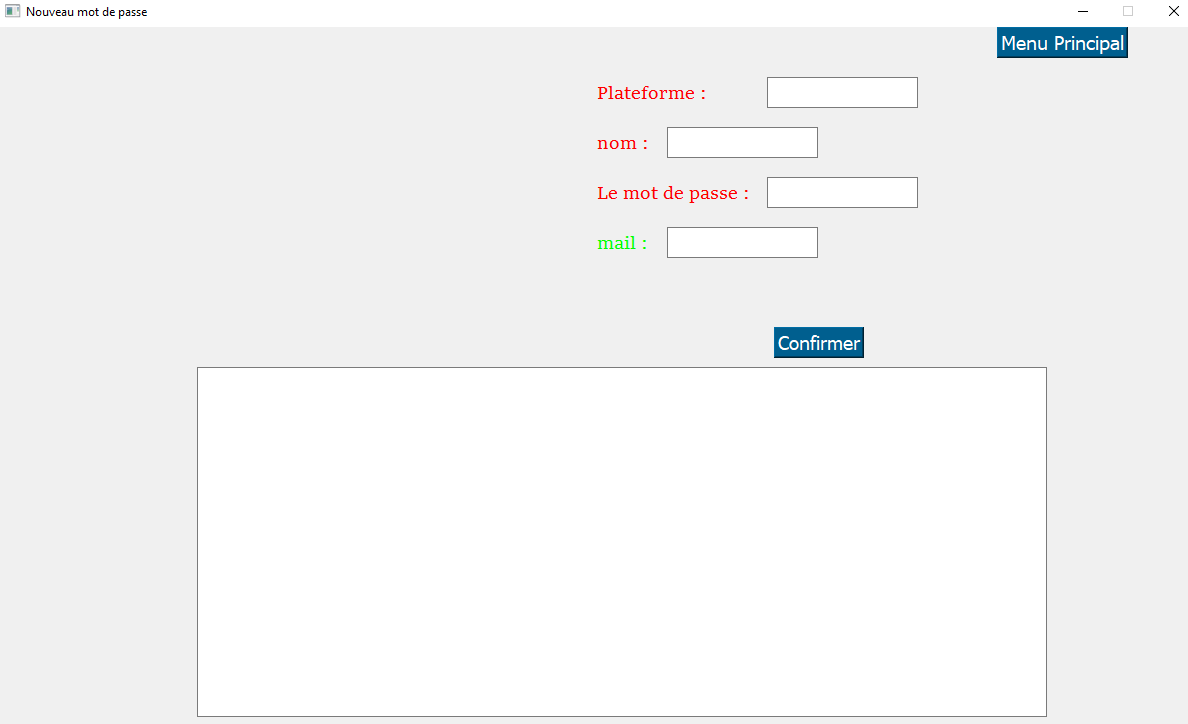 Nouveau mot de passe
Menu Principal
Plateforme :
nom :
Le mot de passe :
mail :
Confirmer